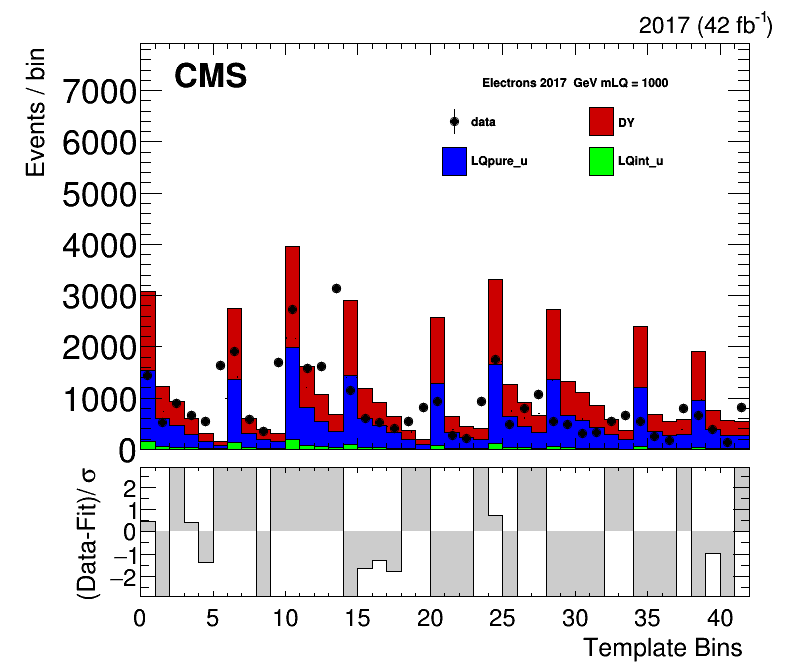 2017 (42 fb-1)
CMS
Electrons 2017 GeV mLQ = 1000
data
DY
LQpure_u
LQint_u
Events / bin
7000
6000
5000
4000
3000
2000
1000
0
(Data-Fit)/ σ
2
1
0
−1
−2
0 5 10 15 20 25 30 35 40
Template Bins